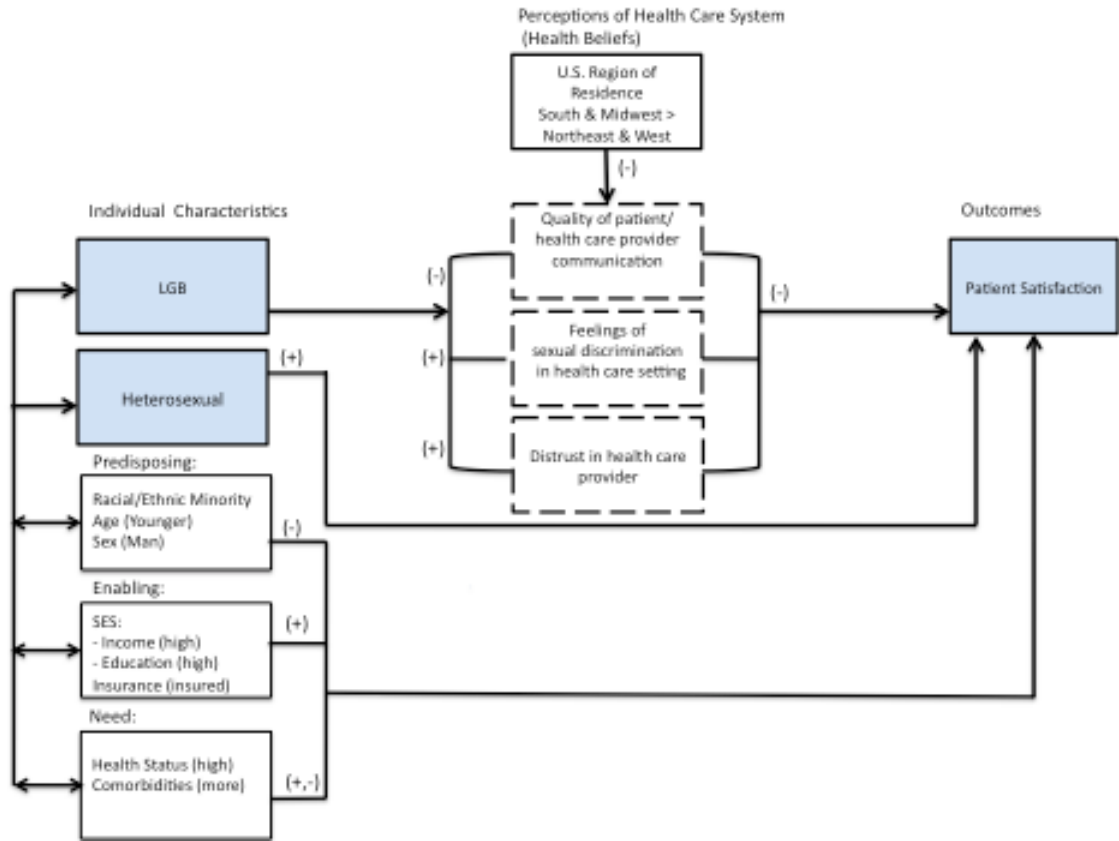 Perceptions of Health Care System
(Health Beliefs)
U.S. Region of
Residence
South & Midwest >
Northeast & West
(-)
Individual Characteristics
Outcomes
LGB
(-)
Quality of patient/
health care provider
communication
(-)
Patient Satisfaction
Heterosexual
(+)
(+)
Feelings of
sexual discrimination
in health care setting
(+)
Distrust in health care
provider
Predisposing:
Racial/Ethnic Minority
Age (Younger)
Sex (Man)
(-)
Enabling:
SES:
- Income (high)
- Education (high)
Insurance (insured)
(+)
Need:
Health Status (high)
Comorbidities (more)
(+,-)